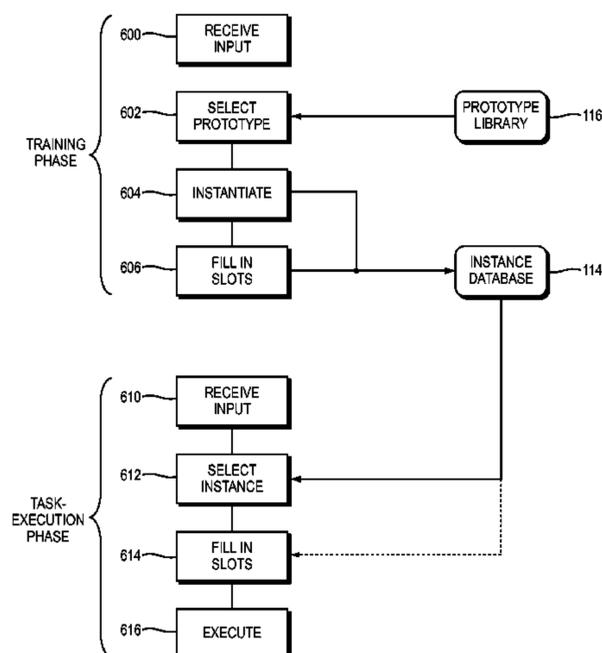 600
RECEIVE
INPUT
602
SELECT
PROTOTYPE
PROTOTYPE
LIBRARY
116
TRAINING
PHASE
604
INSTANTIATE
606
FILL IN
SLOTS
INSTANCE
DATABASE
114
610
RECEIVE
INPUT
612
SELECT
INSTANCE
TASK-
EXECUTION
PHASE
614
FILL IN
SLOTS
616
EXECUTE